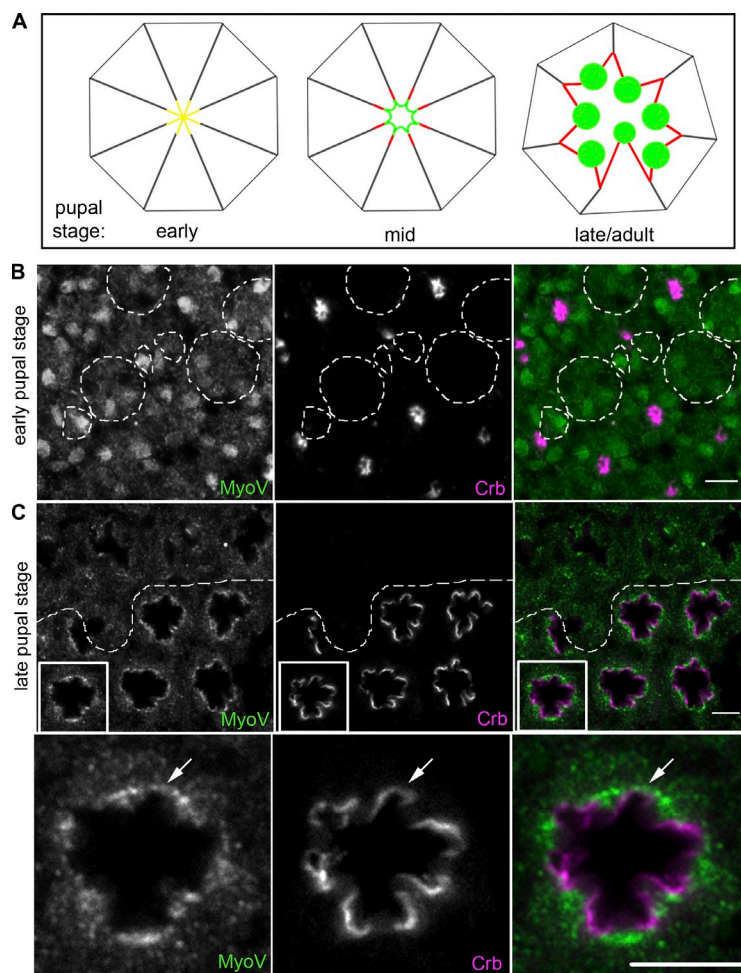 A
pupal
stage:
early
mid
late/adult
B
early pupal stage
MyoV
Crb
C
late pupal stage
MyoV
Crb
MyoV
Crb